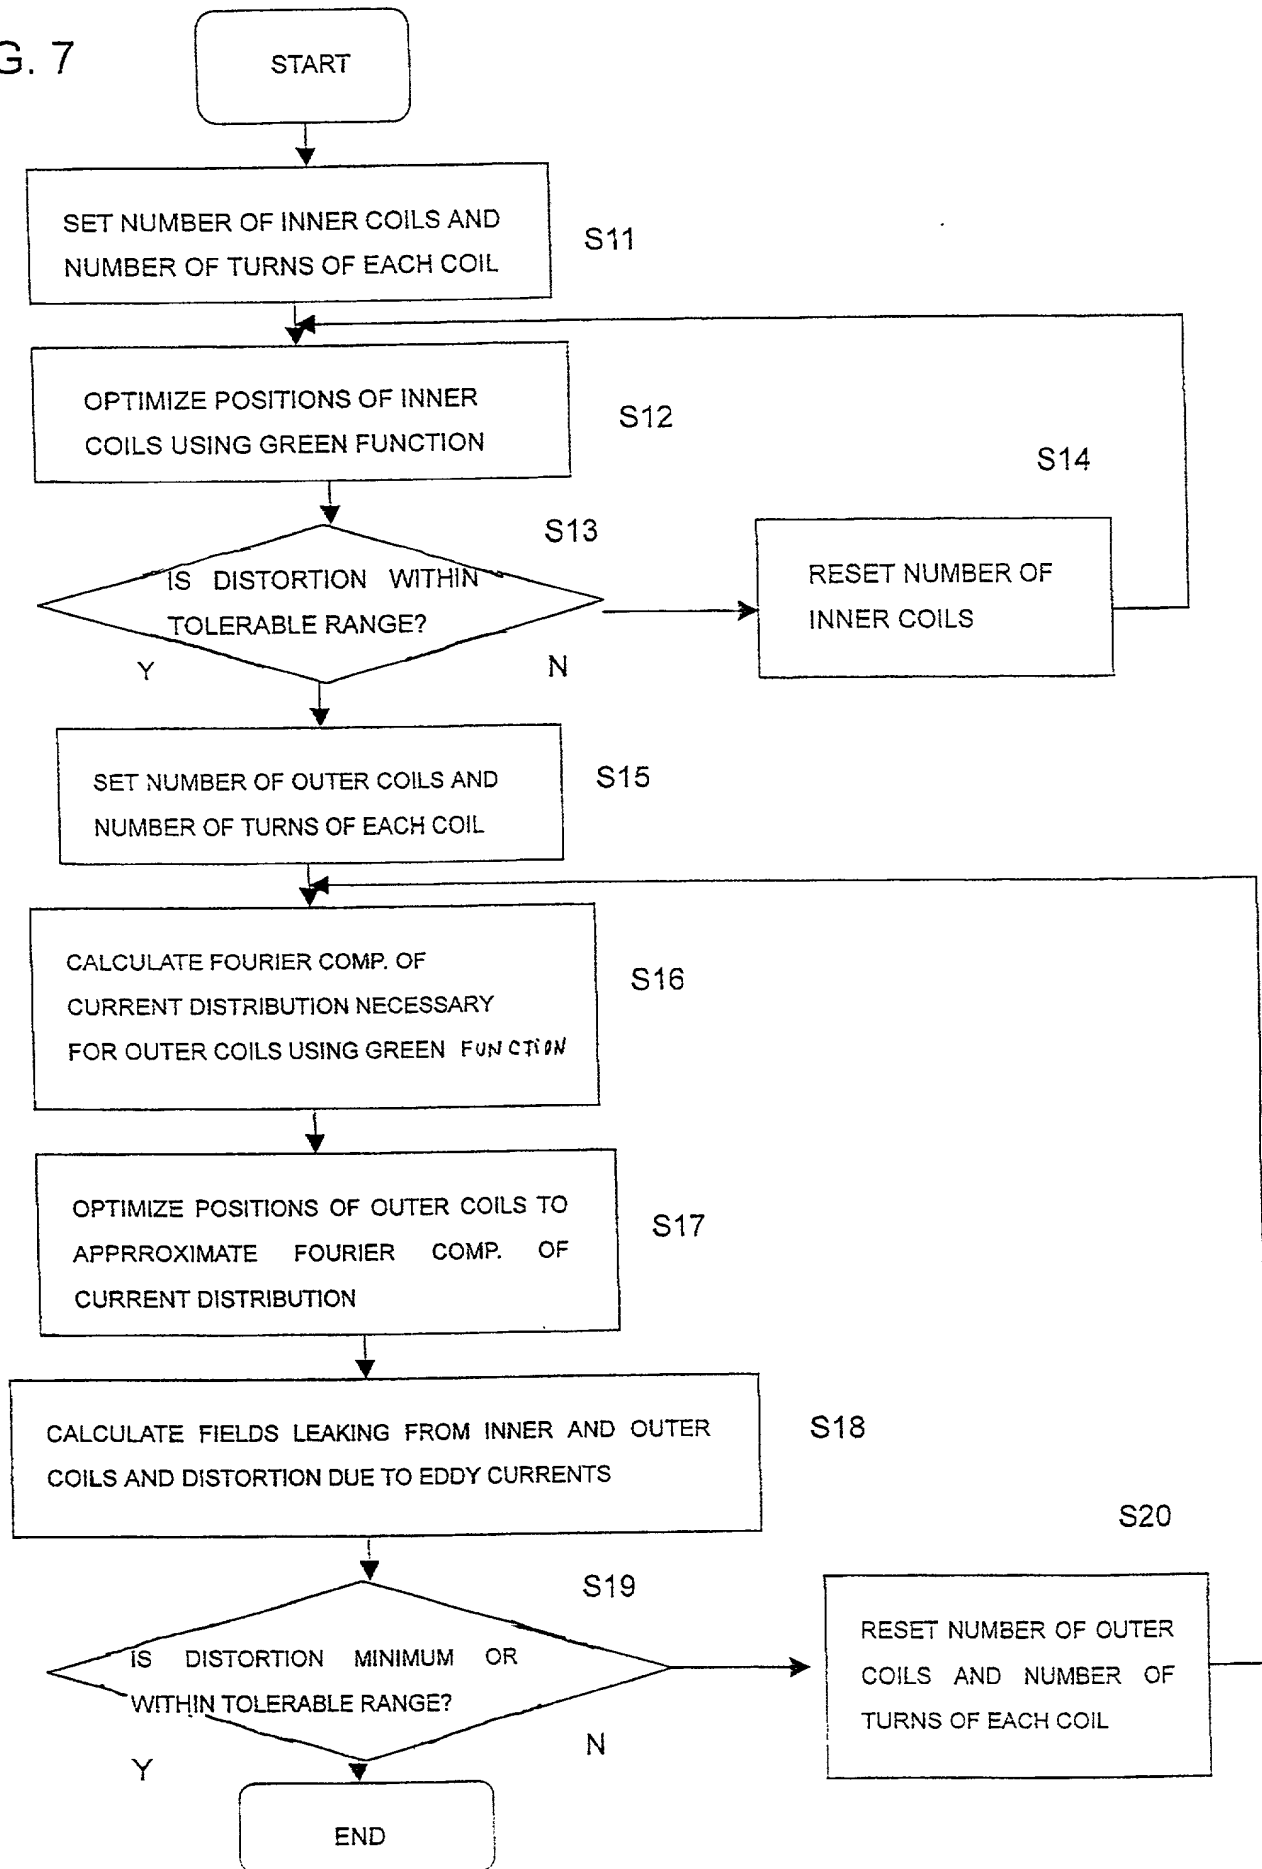 G. 7
START
SET NUMBER OF INNER COILS AND
NUMBER OF TURNS OF EACH COIL
S11
OPTIMIZE POSITIONS OF INNER
COILS USING GREEN FUNCTION
S12
S14
S13
IS DISTORTION WITHIN
TOLERABLE RANGE?
RESET NUMBER OF
INNER COILS
Y
N
SET NUMBER OF OUTER COILS AND
NUMBER OF TURNS OF EACH COIL
S15
CALCULATE FOURIER COMP. OF
CURRENT DISTRIBUTION NECESSARY
FOR OUTER COILS USING GREEN FUNCTION
S16
OPTIMIZE POSITIONS OF OUTER COILS TO
APPRROXIMATE FOURIER COMP. OF
CURRENT DISTRIBUTION
S17
CALCULATE FIELDS LEAKING FROM INNER AND OUTER
COILS AND DISTORTION DUE TO EDDY CURRENTS
S18
S20
S19
IS DISTORTION MINIMUM OR
WITHIN TOLERABLE RANGE?
RESET NUMBER OF OUTER
COILS AND NUMBER OF
TURNS OF EACH COIL
Y
N
END